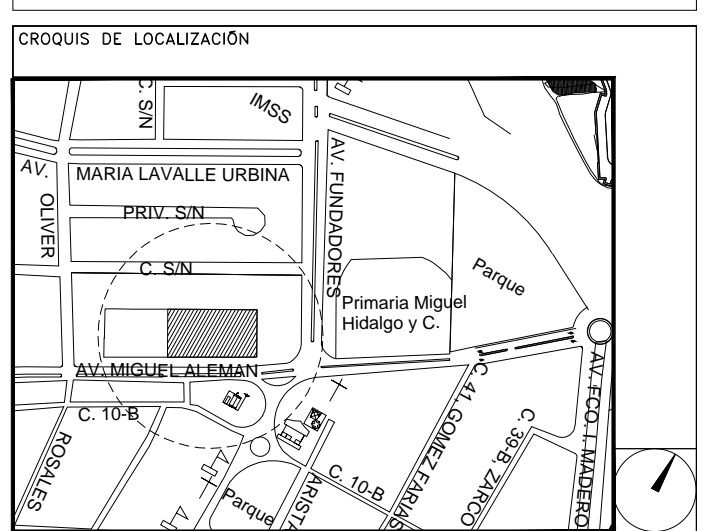 CROQUIS DE LOCALIZACIÓN
C. S/N
IMSS
AV.
OLIVER
MARIA LAVALLE URBINA
AV. FUNDADORES
PRIV. S/N
C. S/N
Parque
Primaria Miguel
Hidalgo y C.
AV. MIGUEL ALEMAN
C. 10-B
ROSALES
Parque
ARISTA
C. 10-B
C. 41, GOMEZ FARIAS
C. 39-B, ZARCO
AV. FCO. I. MADERO